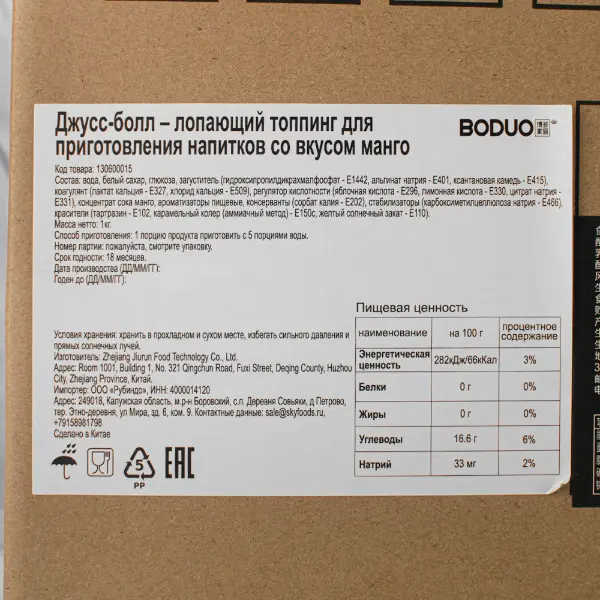 Джусс-болл – лопающий топпинг для
приготовления напитков со вкусом манго
BODUO
博多
家园
Код товара: 130600015
Состав: вода, белый сахар, глюкоза, загуститель (гидроксипропилдикрахмалфосфат - E1442, альгинат натрия - E401, ксантановая камедь - E415),
коагулянт (лактат кальция - E327, хлорид кальция - E509), регулятор кислотности (яблочная кислота - E296, лимонная кислота - E330, цитрат натрия -
E331), концентрат сока манго, ароматизаторы пищевые, консерванты (сорбат калия - E202), стабилизаторы (карбоксиметилцеллюлоза натрия - E466),
красители (тартразин - E102, карамельный колер (аммиачный метод) - E150c, желтый солнечный закат - E110).
Масса нетто: 1кг.
Способ приготовления: 1 порцию продукта приготовить с 5 порциями воды.
Номер партии: пожалуйста, смотрите упаковку.
Срок годности: 18 месяцев.
Дата производства (ДД/ММ/ГГ):
Годен до (ДД/ММ/ГГ):
Условия хранения: хранить в прохладном и сухом месте, избегать сильного давления и
прямых солнечных лучей.
Изготовитель: Zhejiang Jiurun Food Technology Co., Ltd.
Адрес: Room 1001, Building 1, No. 321 Qingchun Road, Fuxi Street, Deqing County, Huzhou
City, Zhejiang Province, Китай.
Импортер: ООО «Рубиндо», ИНН: 4000014120
Адрес: 249018, Калужская область, м.р-н Боровский, с.п. Деревня Совьяки, д Петрово,
тер. Этно-деревня, ул Мира, зд. 6, ком. 9. Контактные данные: sale@skyfoods.ru,
+79158981798
Сделано в Китае
5
PP
EAC
Пищевая ценность
наименование на 100 г процентное содержание
Энергетическая ценность 282кДж/66кКал 3%
Белки 0 г 0%
Жиры 0 г 0%
Углеводы 16.6 г 6%
Натрий 33 мг 2%